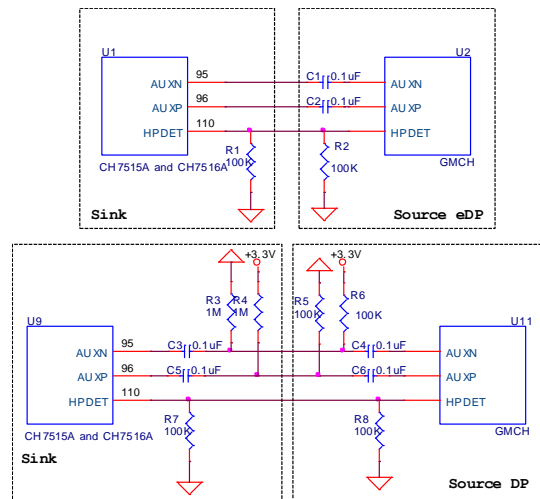 U1
U2
95
C1 0.1uF
AUXN
AUXN
96
C2 0.1uF
AUXP
AUXP
110
HPDET
HPDET
R1
100K
R2
100K
CH7515A and CH7516A
GMCH
Sink
Source eDP
+3.3V
+3.3V
U9
R3
1M
R4
1M
R5
100K
R6
100K
U11
95
C3 0.1uF
C4 0.1uF
AUXN
AUXN
96
C5 0.1uF
C6 0.1uF
AUXP
AUXP
110
HPDET
HPDET
R7
100K
R8
100K
CH7515A and CH7516A
GMCH
Sink
Source DP